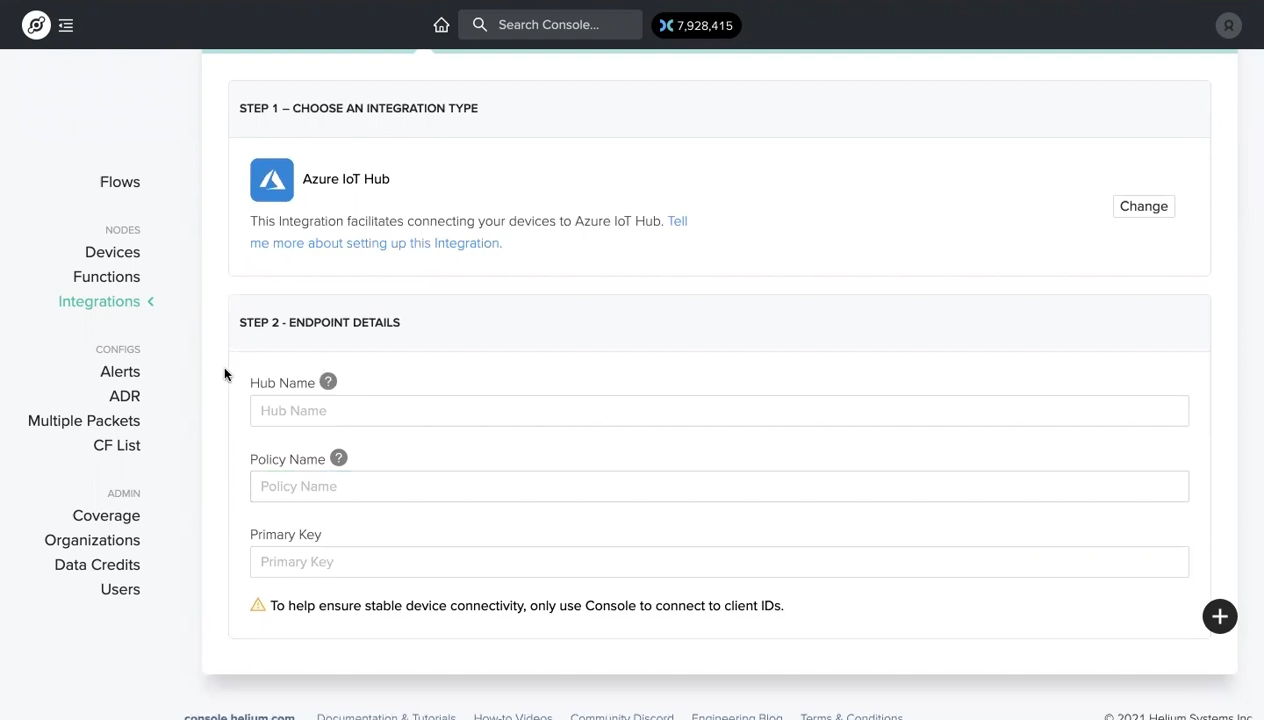 Search Console...
7,928,415
Flows
NODES
Devices
Functions
Integrations
CONFIGS
Alerts
ADR
Multiple Packets
CF List
ADMIN
Coverage
Organizations
Data Credits
Users
STEP 1 – CHOOSE AN INTEGRATION TYPE
Azure IoT Hub
This Integration facilitates connecting your devices to Azure IoT Hub. Tell
me more about setting up this Integration.
Change
STEP 2 - ENDPOINT DETAILS
Hub Name ?
Hub Name
Policy Name ?
Policy Name
Primary Key
Primary Key
To help ensure stable device connectivity, only use Console to connect to client IDs.
console.helium.com Documentation & Tutorials How-to Videos Community Discord Engineering Blog Terms & Conditions © 2021 Helium Systems Inc.